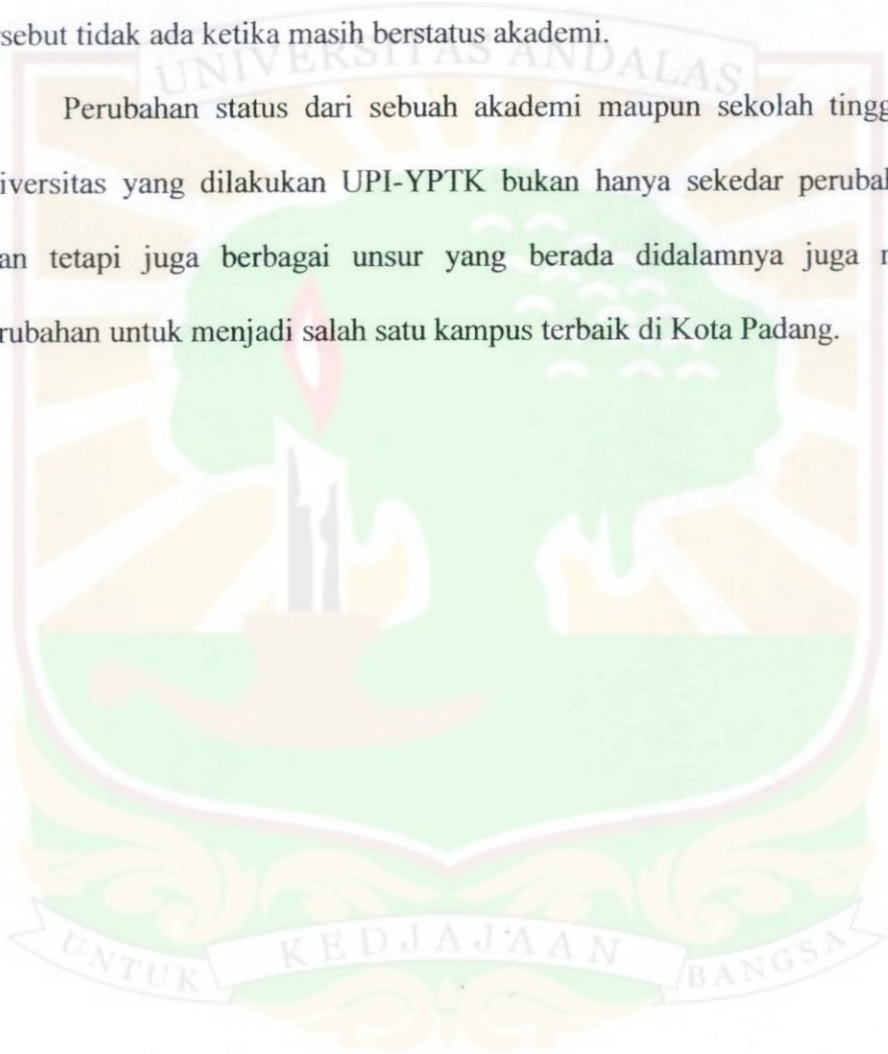 rsebut tidak ada ketika masih berstatus akademi.
UNIVERSITAS ANDALAS
Perubahan status dari sebuah akademi maupun sekolah tingg
iversitas yang dilakukan UPI-YPTK bukan hanya sekedar perubal
an tetapi juga berbagai unsur yang berada didalamnya juga
rubahan untuk menjadi salah satu kampus terbaik di Kota Padang.
UNTUK KEDJAJAAN BANGSA